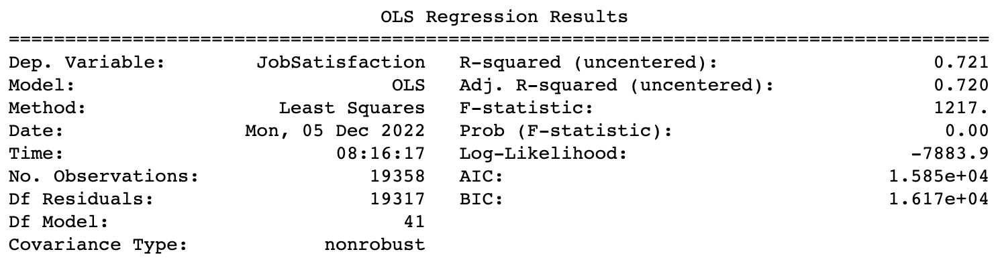 OLS Regression Results
==============================================================================
Dep. Variable: JobSatisfaction R-squared (uncentered): 0.721
Model: OLS Adj. R-squared (uncentered): 0.720
Method: Least Squares F-statistic: 1217.
Date: Mon, 05 Dec 2022 Prob (F-statistic): 0.00
Time: 08:16:17 Log-Likelihood: -7883.9
No. Observations: 19358 AIC: 1.585e+04
Df Residuals: 19317 BIC: 1.617e+04
Df Model: 41
Covariance Type: nonrobust